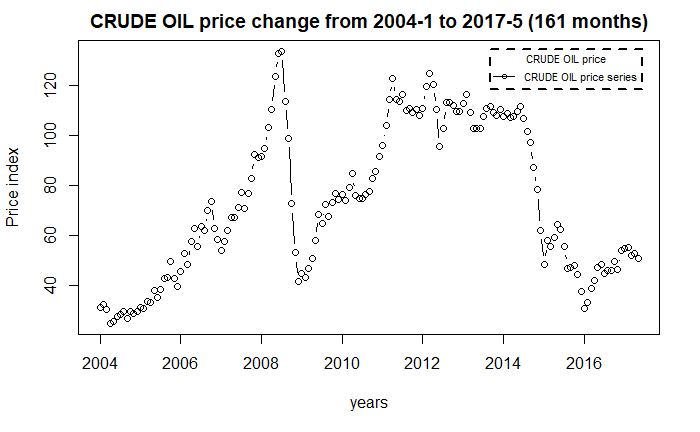 CRUDE OIL price change from 2004-1 to 2017-5 (161 months)
CRUDE OIL price
CRUDE OIL price series
Price index
120
100
80
60
40
2004 2006 2008 2010 2012 2014 2016
years